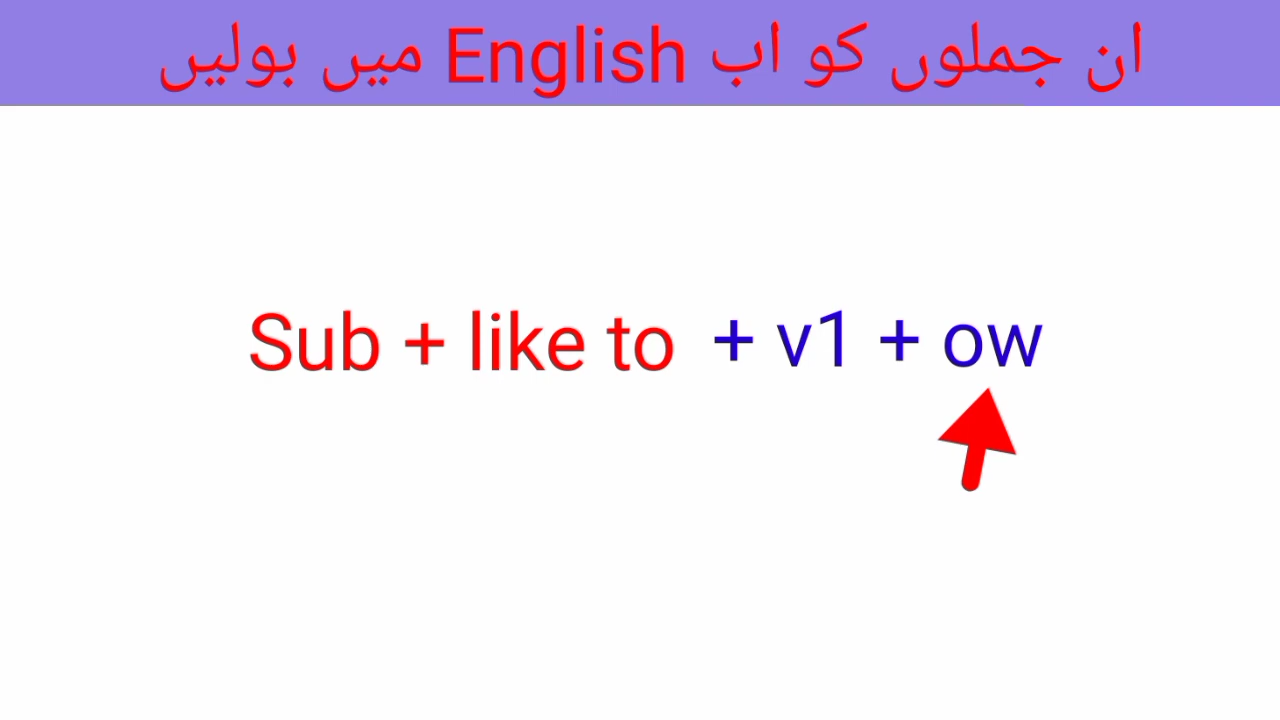 ان جملوں کو اب English میں بولیں
Sub + like to + v1 + ow